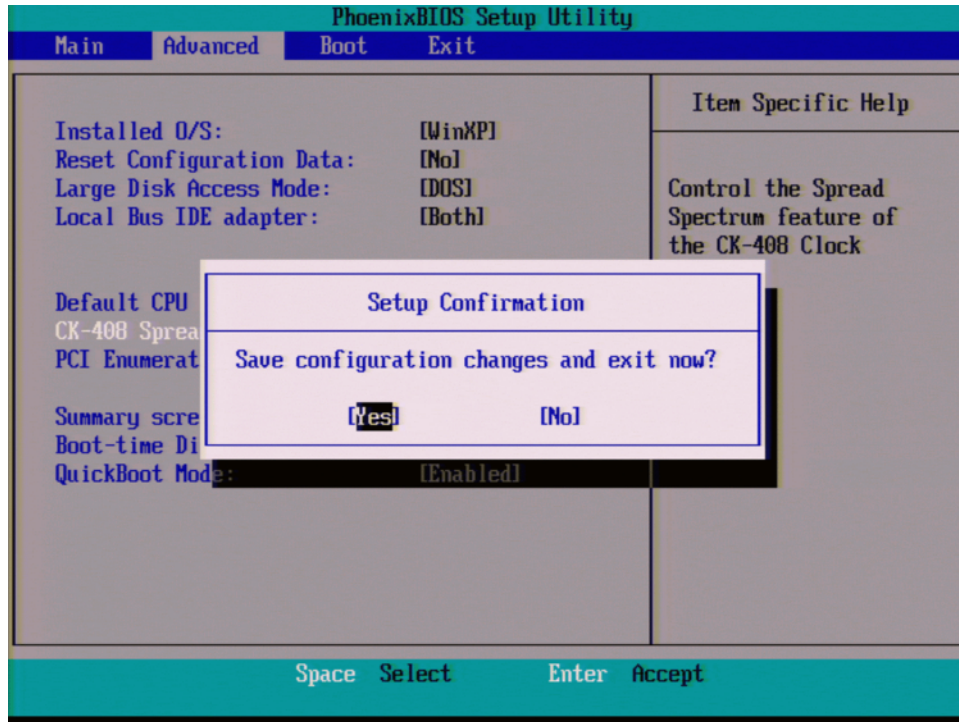 PhoenixBIOS Setup Utility
Main Advanced Boot Exit
Item Specific Help
Installed O/S: [WinXP]
Reset Configuration Data: [No]
Large Disk Access Mode: [DOS]
Local Bus IDE adapter: [Both]
Control the Spread
Spectrum feature of
the CK-408 Clock
Default CPU
CK-408 Sprea
PCI Enumerat
Summary scre
Boot-time Di
QuickBoot Mode: [Enabled]
Setup Confirmation
Save configuration changes and exit now?
[Yes] [No]
Space Select Enter Accept